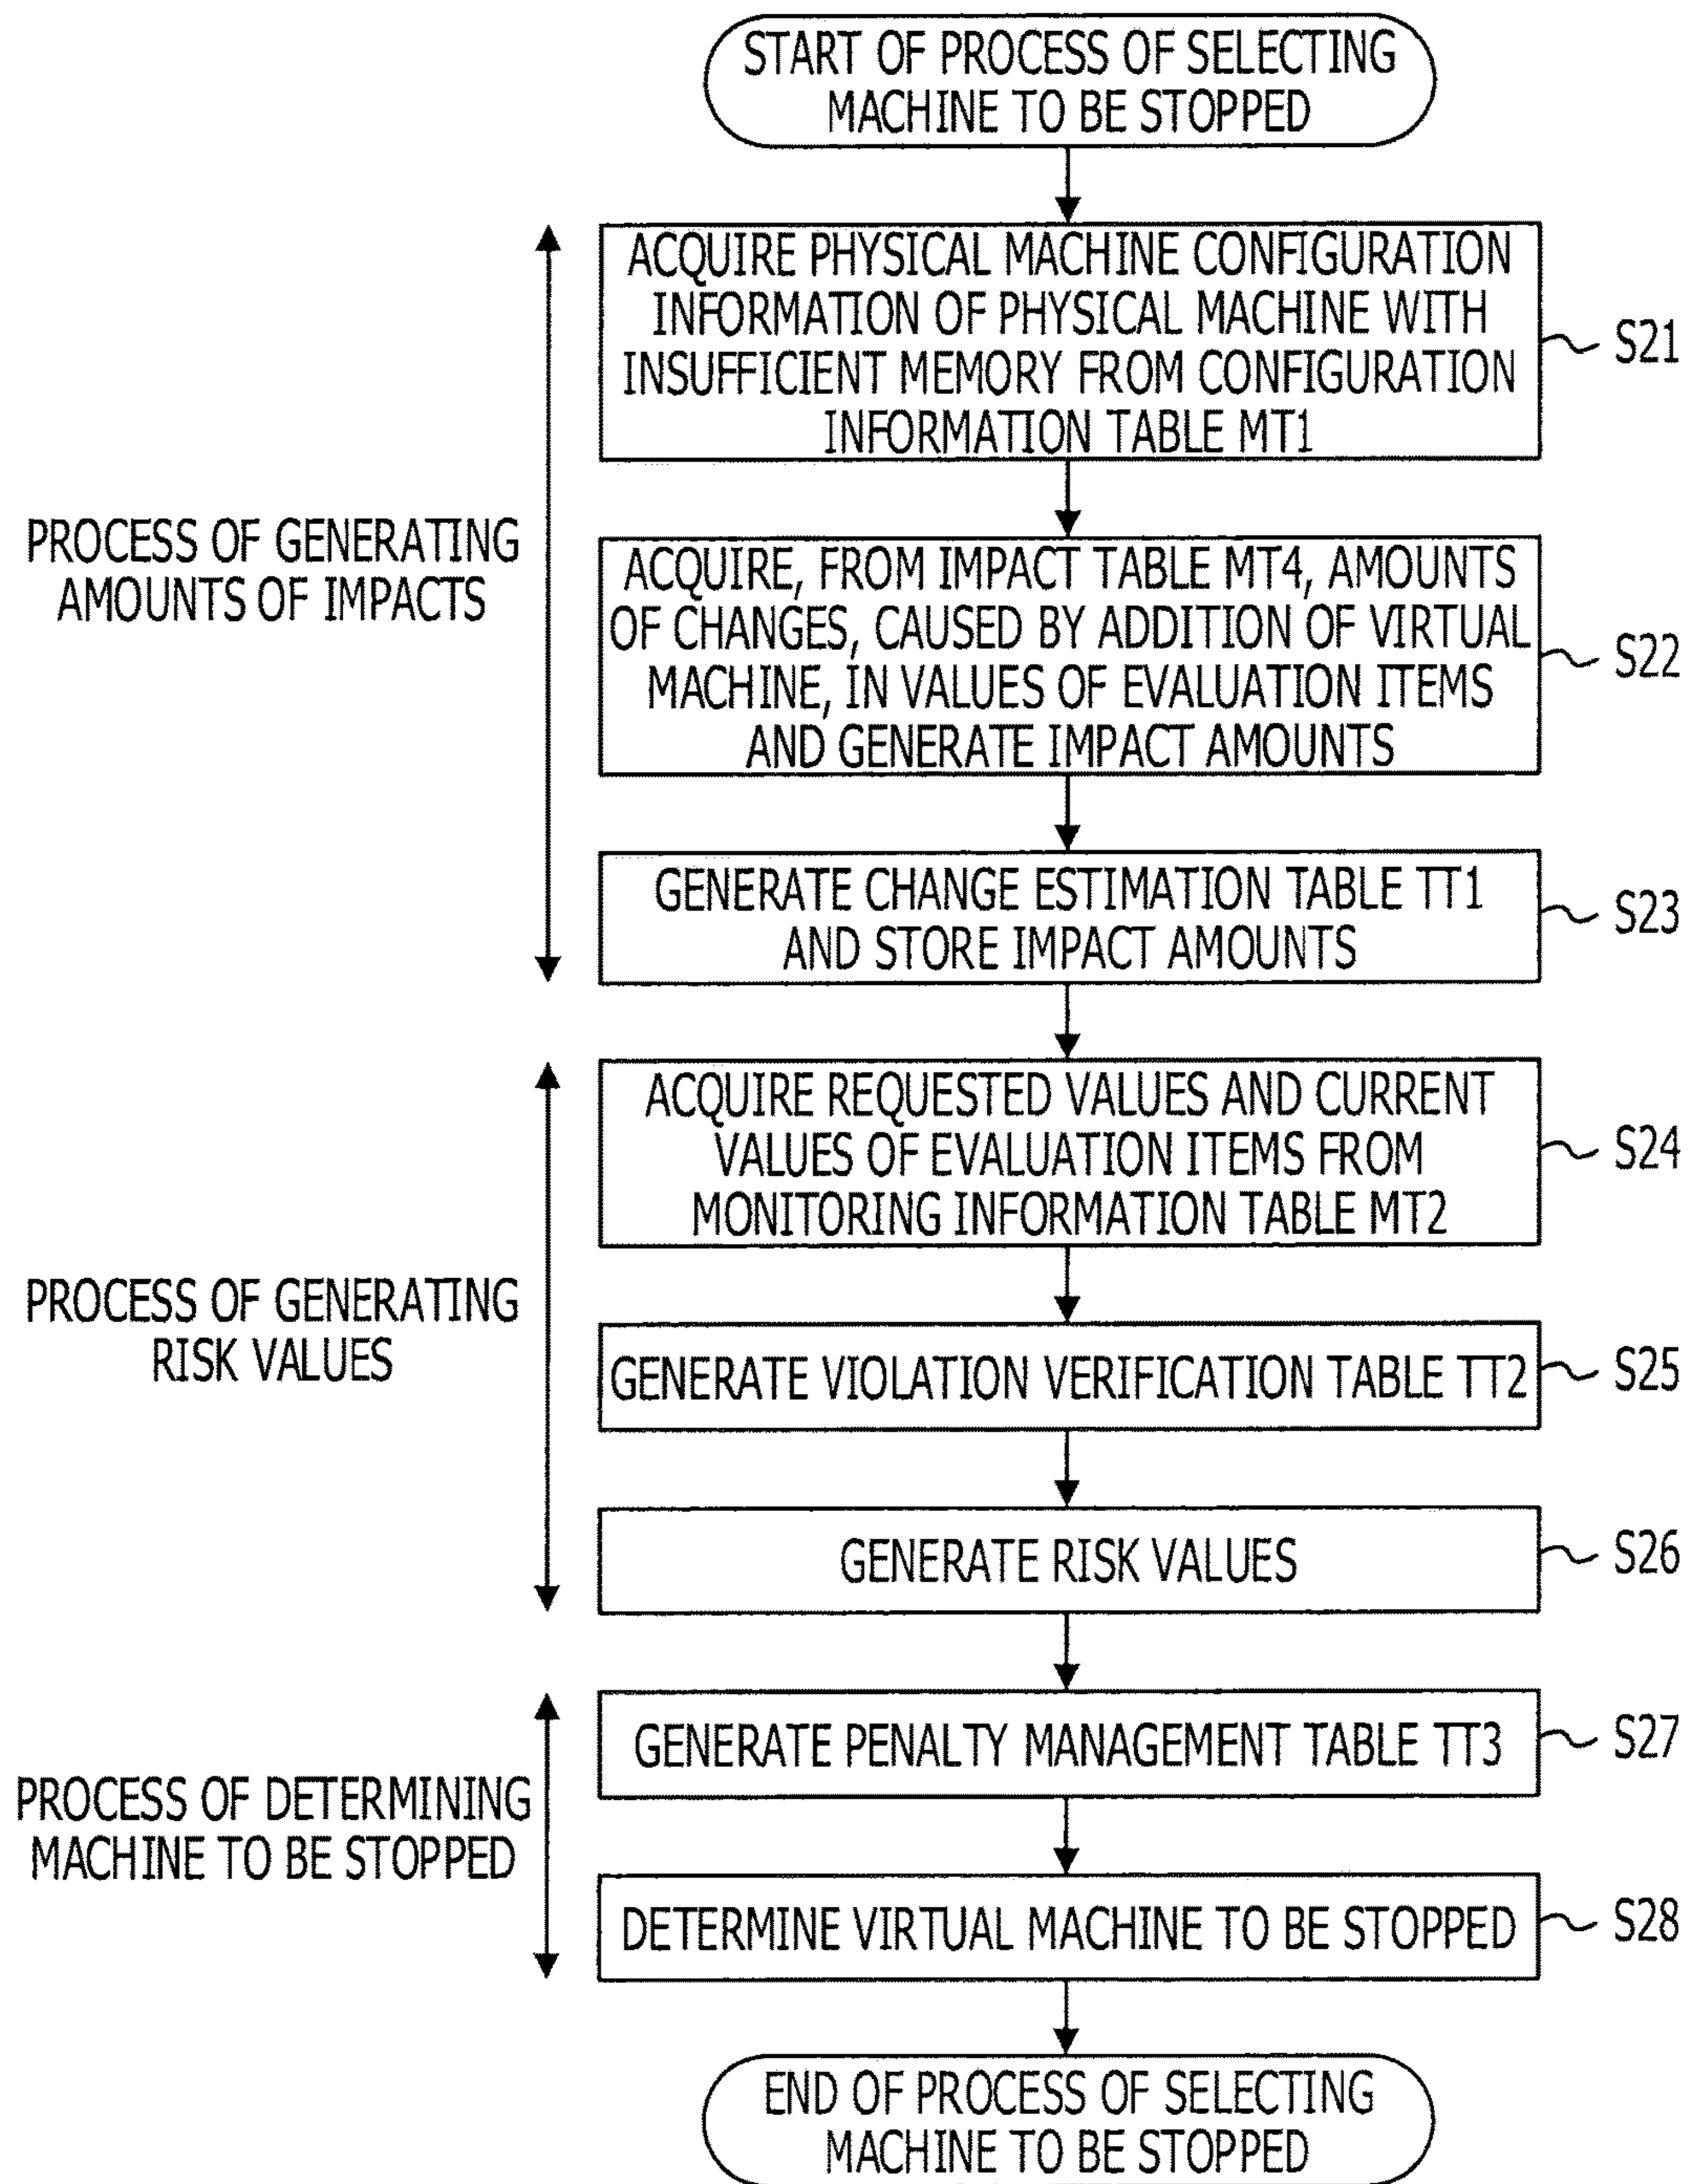 START OF PROCESS OF SELECTING
MACHINE TO BE STOPPED
ACQUIRE PHYSICAL MACHINE CONFIGURATION
INFORMATION OF PHYSICAL MACHINE WITH
INSUFFICIENT MEMORY FROM CONFIGURATION
INFORMATION TABLE MT1
S21
PROCESS OF GENERATING
AMOUNTS OF IMPACTS
ACQUIRE, FROM IMPACT TABLE MT4, AMOUNTS
OF CHANGES, CAUSED BY ADDITION OF VIRTUAL
MACHINE, IN VALUES OF EVALUATION ITEMS
AND GENERATE IMPACT AMOUNTS
S22
GENERATE CHANGE ESTIMATION TABLE TT1
AND STORE IMPACT AMOUNTS
S23
ACQUIRE REQUESTED VALUES AND CURRENT
VALUES OF EVALUATION ITEMS FROM
MONITORING INFORMATION TABLE MT2
S24
PROCESS OF GENERATING
RISK VALUES
GENERATE VIOLATION VERIFICATION TABLE TT2
S25
GENERATE RISK VALUES
S26
GENERATE PENALTY MANAGEMENT TABLE TT3
S27
PROCESS OF DETERMINING
MACHINE TO BE STOPPED
DETERMINE VIRTUAL MACHINE TO BE STOPPED
S28
END OF PROCESS OF SELECTING
MACHINE TO BE STOPPED